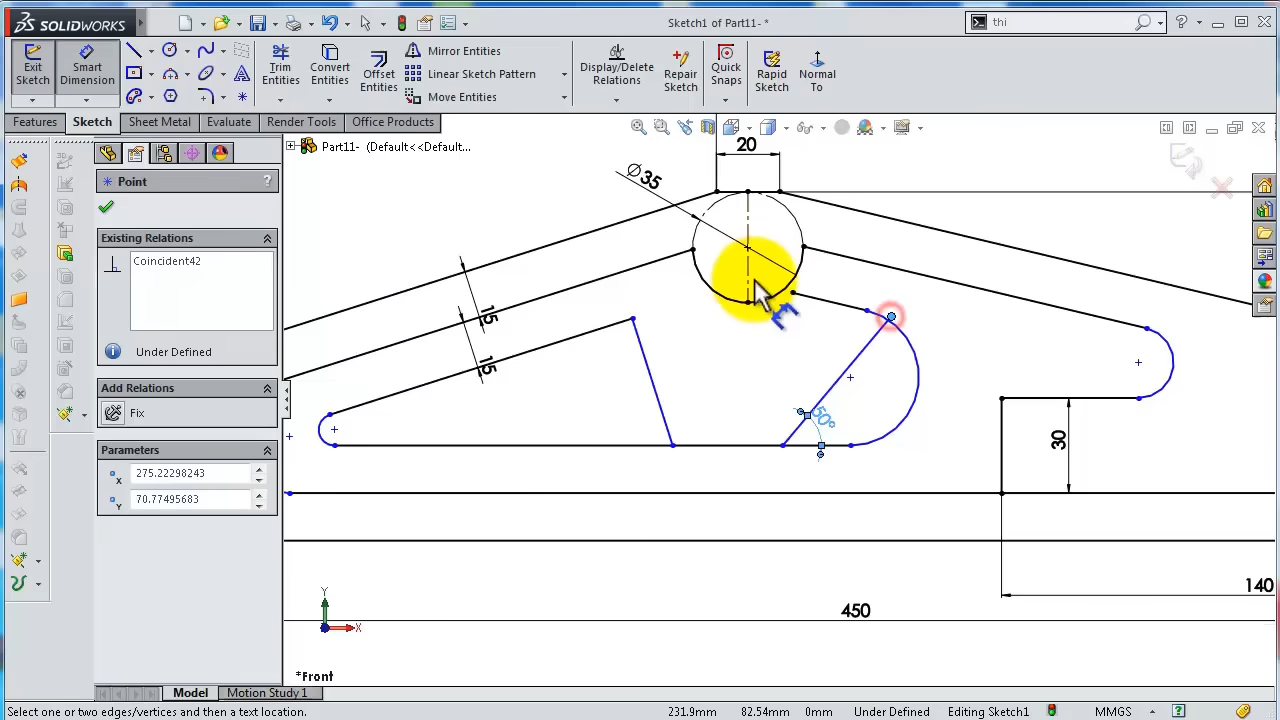 SOLIDWORKS
Sketch1 of Part11- *
thi
Exit Sketch
Smart Dimension
Trim Entities
Convert Entities
Offset Entities
Mirror Entities
Linear Sketch Pattern
Move Entities
Display/Delete Relations
Repair Sketch
Quick Snaps
Rapid Sketch
Normal To
Features
Sketch
Sheet Metal
Evaluate
Render Tools
Office Products
Part11- (Default<<Default...
Point
?
Existing Relations
Coincident42
Under Defined
Add Relations
Fix
Parameters
X 275.22298243
Y 70.77495683
20
Ø35
15
15
50°
30
140
450
Y
X
*Front
Model
Motion Study 1
Select one or two edges/vertices and then a text location.
231.9mm
82.54mm
0mm
Under Defined
Editing Sketch1
MMGS
?